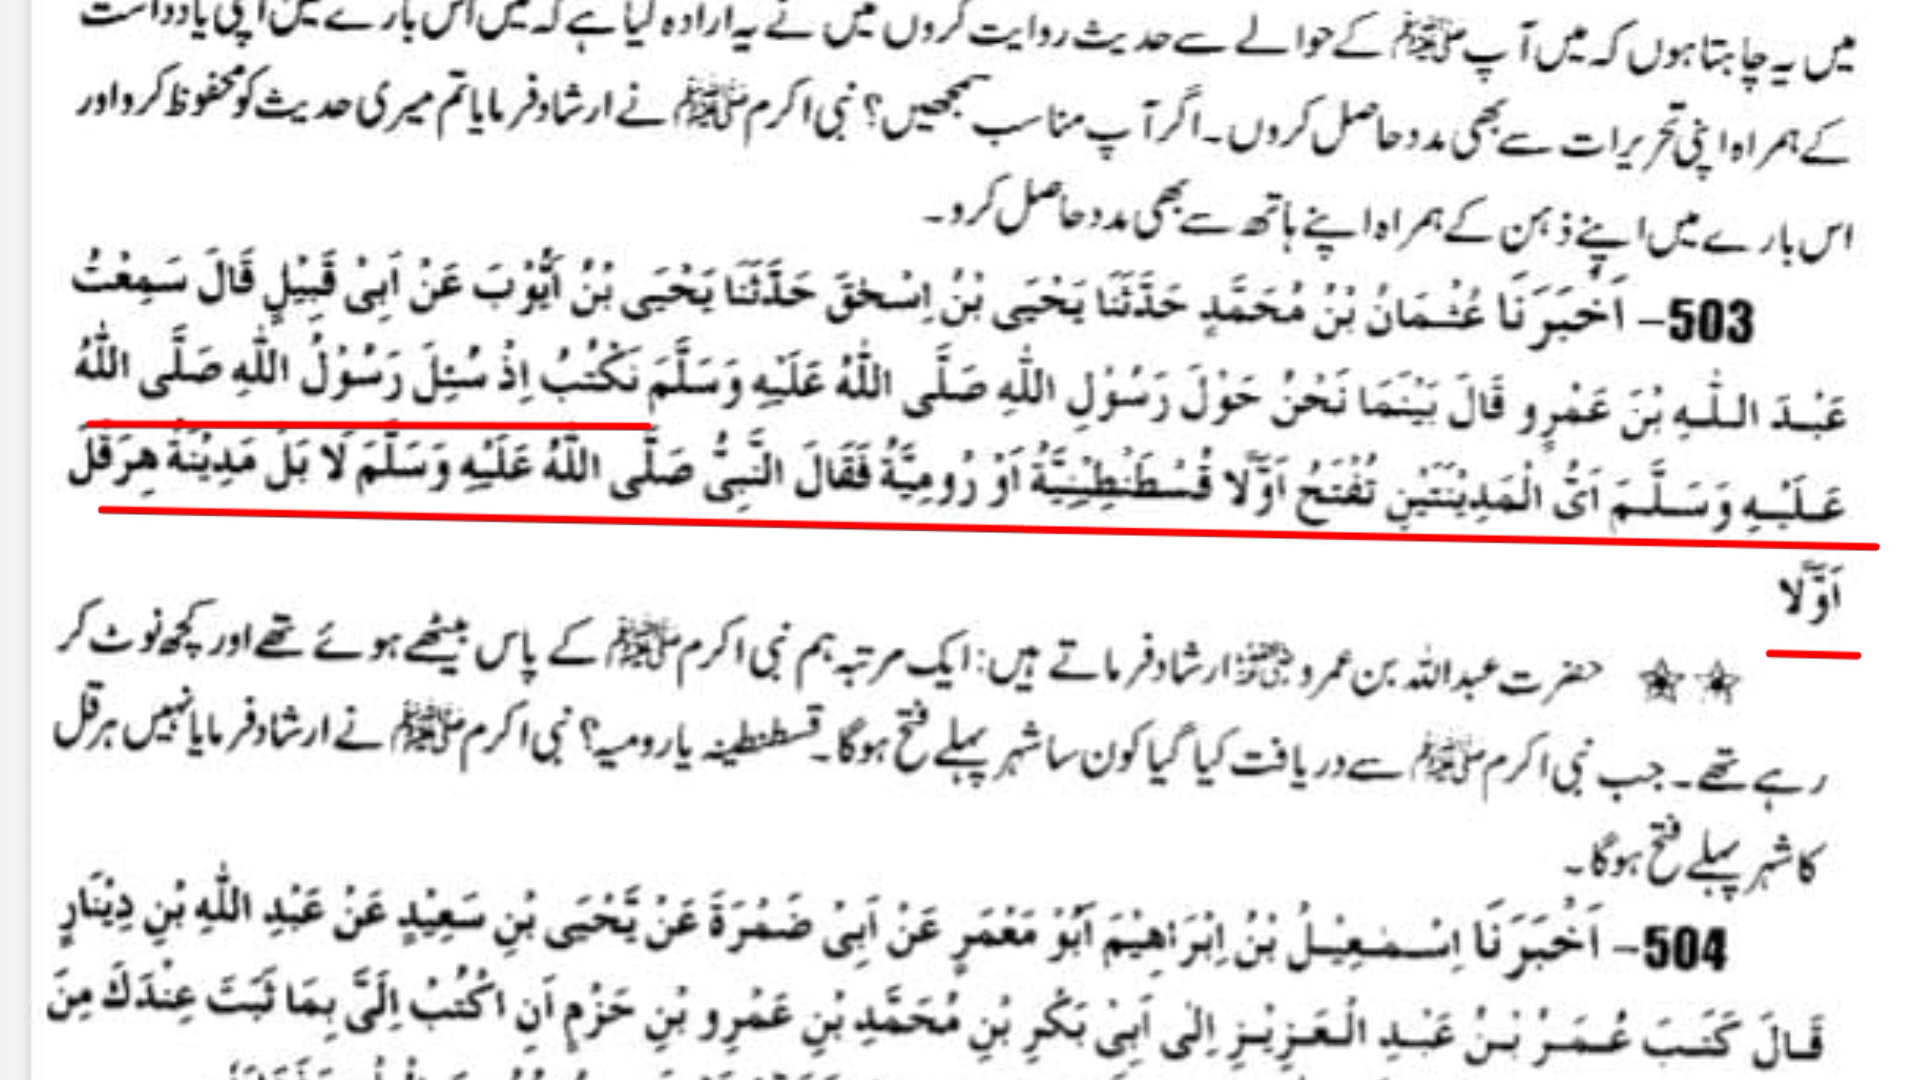 میں یہ چاہتا ہوں کہ میں آپ ﷺ کے حوالے سے حدیث روایت کروں میں نے یہ ارادہ کیا ہے کہ میں اس بارے میں اپنی یادداشت
کے ہمراہ اپنی تحریرات سے بھی مدد حاصل کروں۔ اگر آپ مناسب سمجھیں؟ نبی اکرم ﷺ نے ارشاد فرمایا تم میری حدیث کو محفوظ کرو اور
اس بارے میں اپنے ذہن کے ہمراہ اپنے ہاتھ سے بھی مدد حاصل کرو۔
503- اَخْبَرَنَا عُثْمَانُ بْنُ مُحَمَّدٍ حَدَّثَنَا يَحْيَى بْنُ اِسْحٰقَ حَدَّثَنَا يَحْيَى بْنُ اَيُّوْبَ عَنْ اَبِىْ قَبِيْلٍ قَالَ سَمِعْتُ
عَبْدَ اللّٰهِ بْنَ عَمْرٍو قَالَ بَيْنَمَا نَحْنُ حَوْلَ رَسُوْلِ اللّٰهِ صَلَّى اللّٰهُ عَلَيْهِ وَسَلَّمَ نَكْتُبُ اِذْ سُئِلَ رَسُوْلُ اللّٰهِ صَلَّى اللّٰهُ
عَلَيْهِ وَسَلَّمَ اَىُّ الْمَدِيْنَتَيْنِ تُفْتَحُ اَوَّلًا قُسْطَنْطِيْنِيَّةُ اَوْ رُومِيَّةُ فَقَالَ النَّبِىُّ صَلَّى اللّٰهُ عَلَيْهِ وَسَلَّمَ لَا بَلْ مَدِيْنَةُ هِرَقْلَ
اَوَّلًا
★★ حضرت عبداللہ بن عمرو رضی اللہ عنہ ارشاد فرماتے ہیں: ایک مرتبہ ہم نبی اکرم ﷺ کے پاس بیٹھے ہوئے تھے اور کچھ نوٹ کر
رہے تھے۔ جب نبی اکرم ﷺ سے دریافت کیا گیا کون سا شہر پہلے فتح ہوگا۔ قسطنطینہ یا رومیہ؟ نبی اکرم ﷺ نے ارشاد فرمایا نہیں ہرقل
کا شہر پہلے فتح ہوگا۔
504- اَخْبَرَنَا اِسْمٰعِيْلُ بْنُ اِبْرَاهِيْمَ اَبُوْ مَعْمَرٍ عَنْ اَبِىْ ضَمْرَةَ عَنْ يَّحْيَى بْنِ سَعِيْدٍ عَنْ عَبْدِ اللّٰهِ بْنِ دِيْنَارٍ
قَالَ كَتَبَ عُمَرُ بْنُ عَبْدِ الْعَزِيْزِ اِلٰى اَبِىْ بَكْرِ بْنِ مُحَمَّدِ بْنِ عَمْرِو بْنِ حَزْمٍ اَنِ اكْتُبْ اِلَىَّ بِمَا ثَبَتَ عِنْدَكَ مِنَ